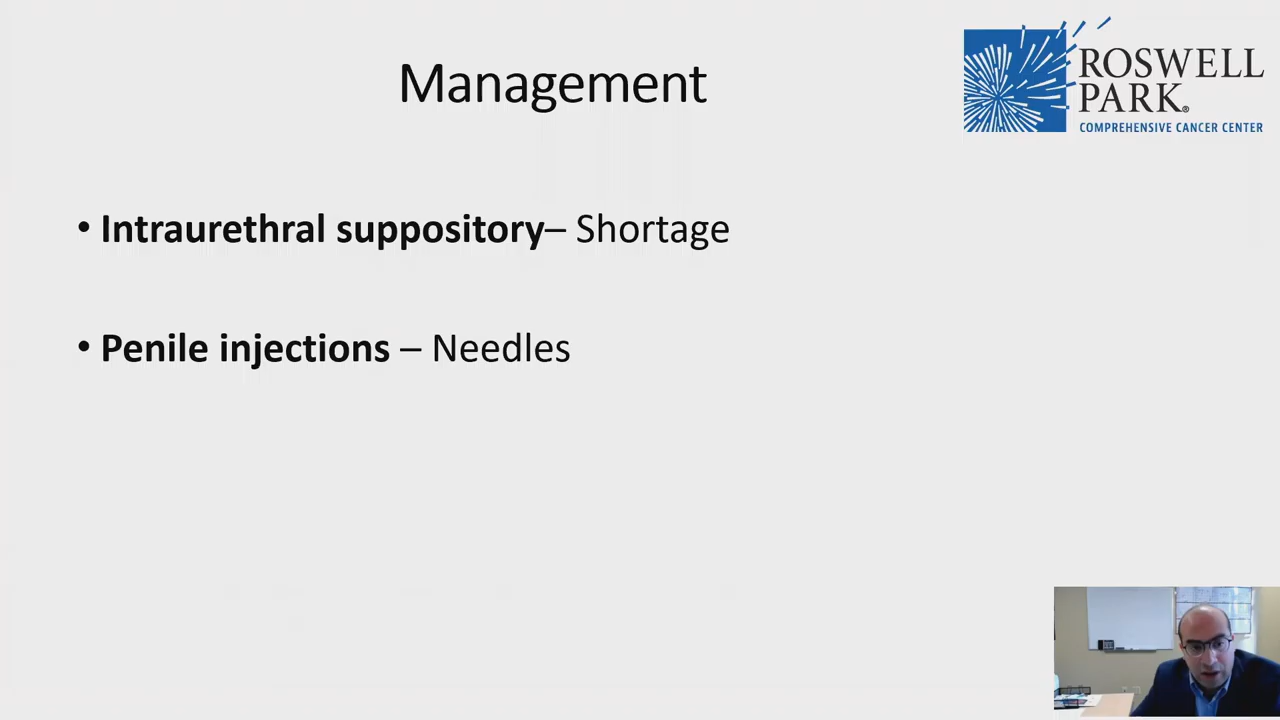 Management
ROSWELL
PARK®
COMPREHENSIVE CANCER CENTER
• Intraurethral suppository– Shortage
• Penile injections – Needles